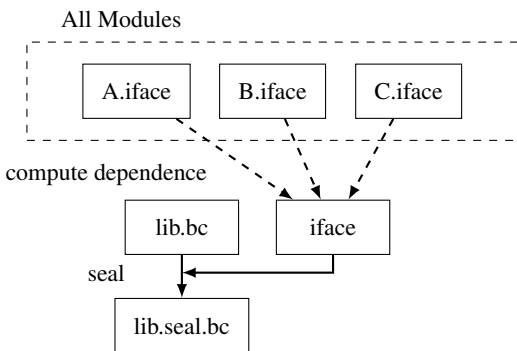 All Modules
A.iface
B.iface
C.iface
compute dependence
lib.bc
iface
seal
lib.seal.bc